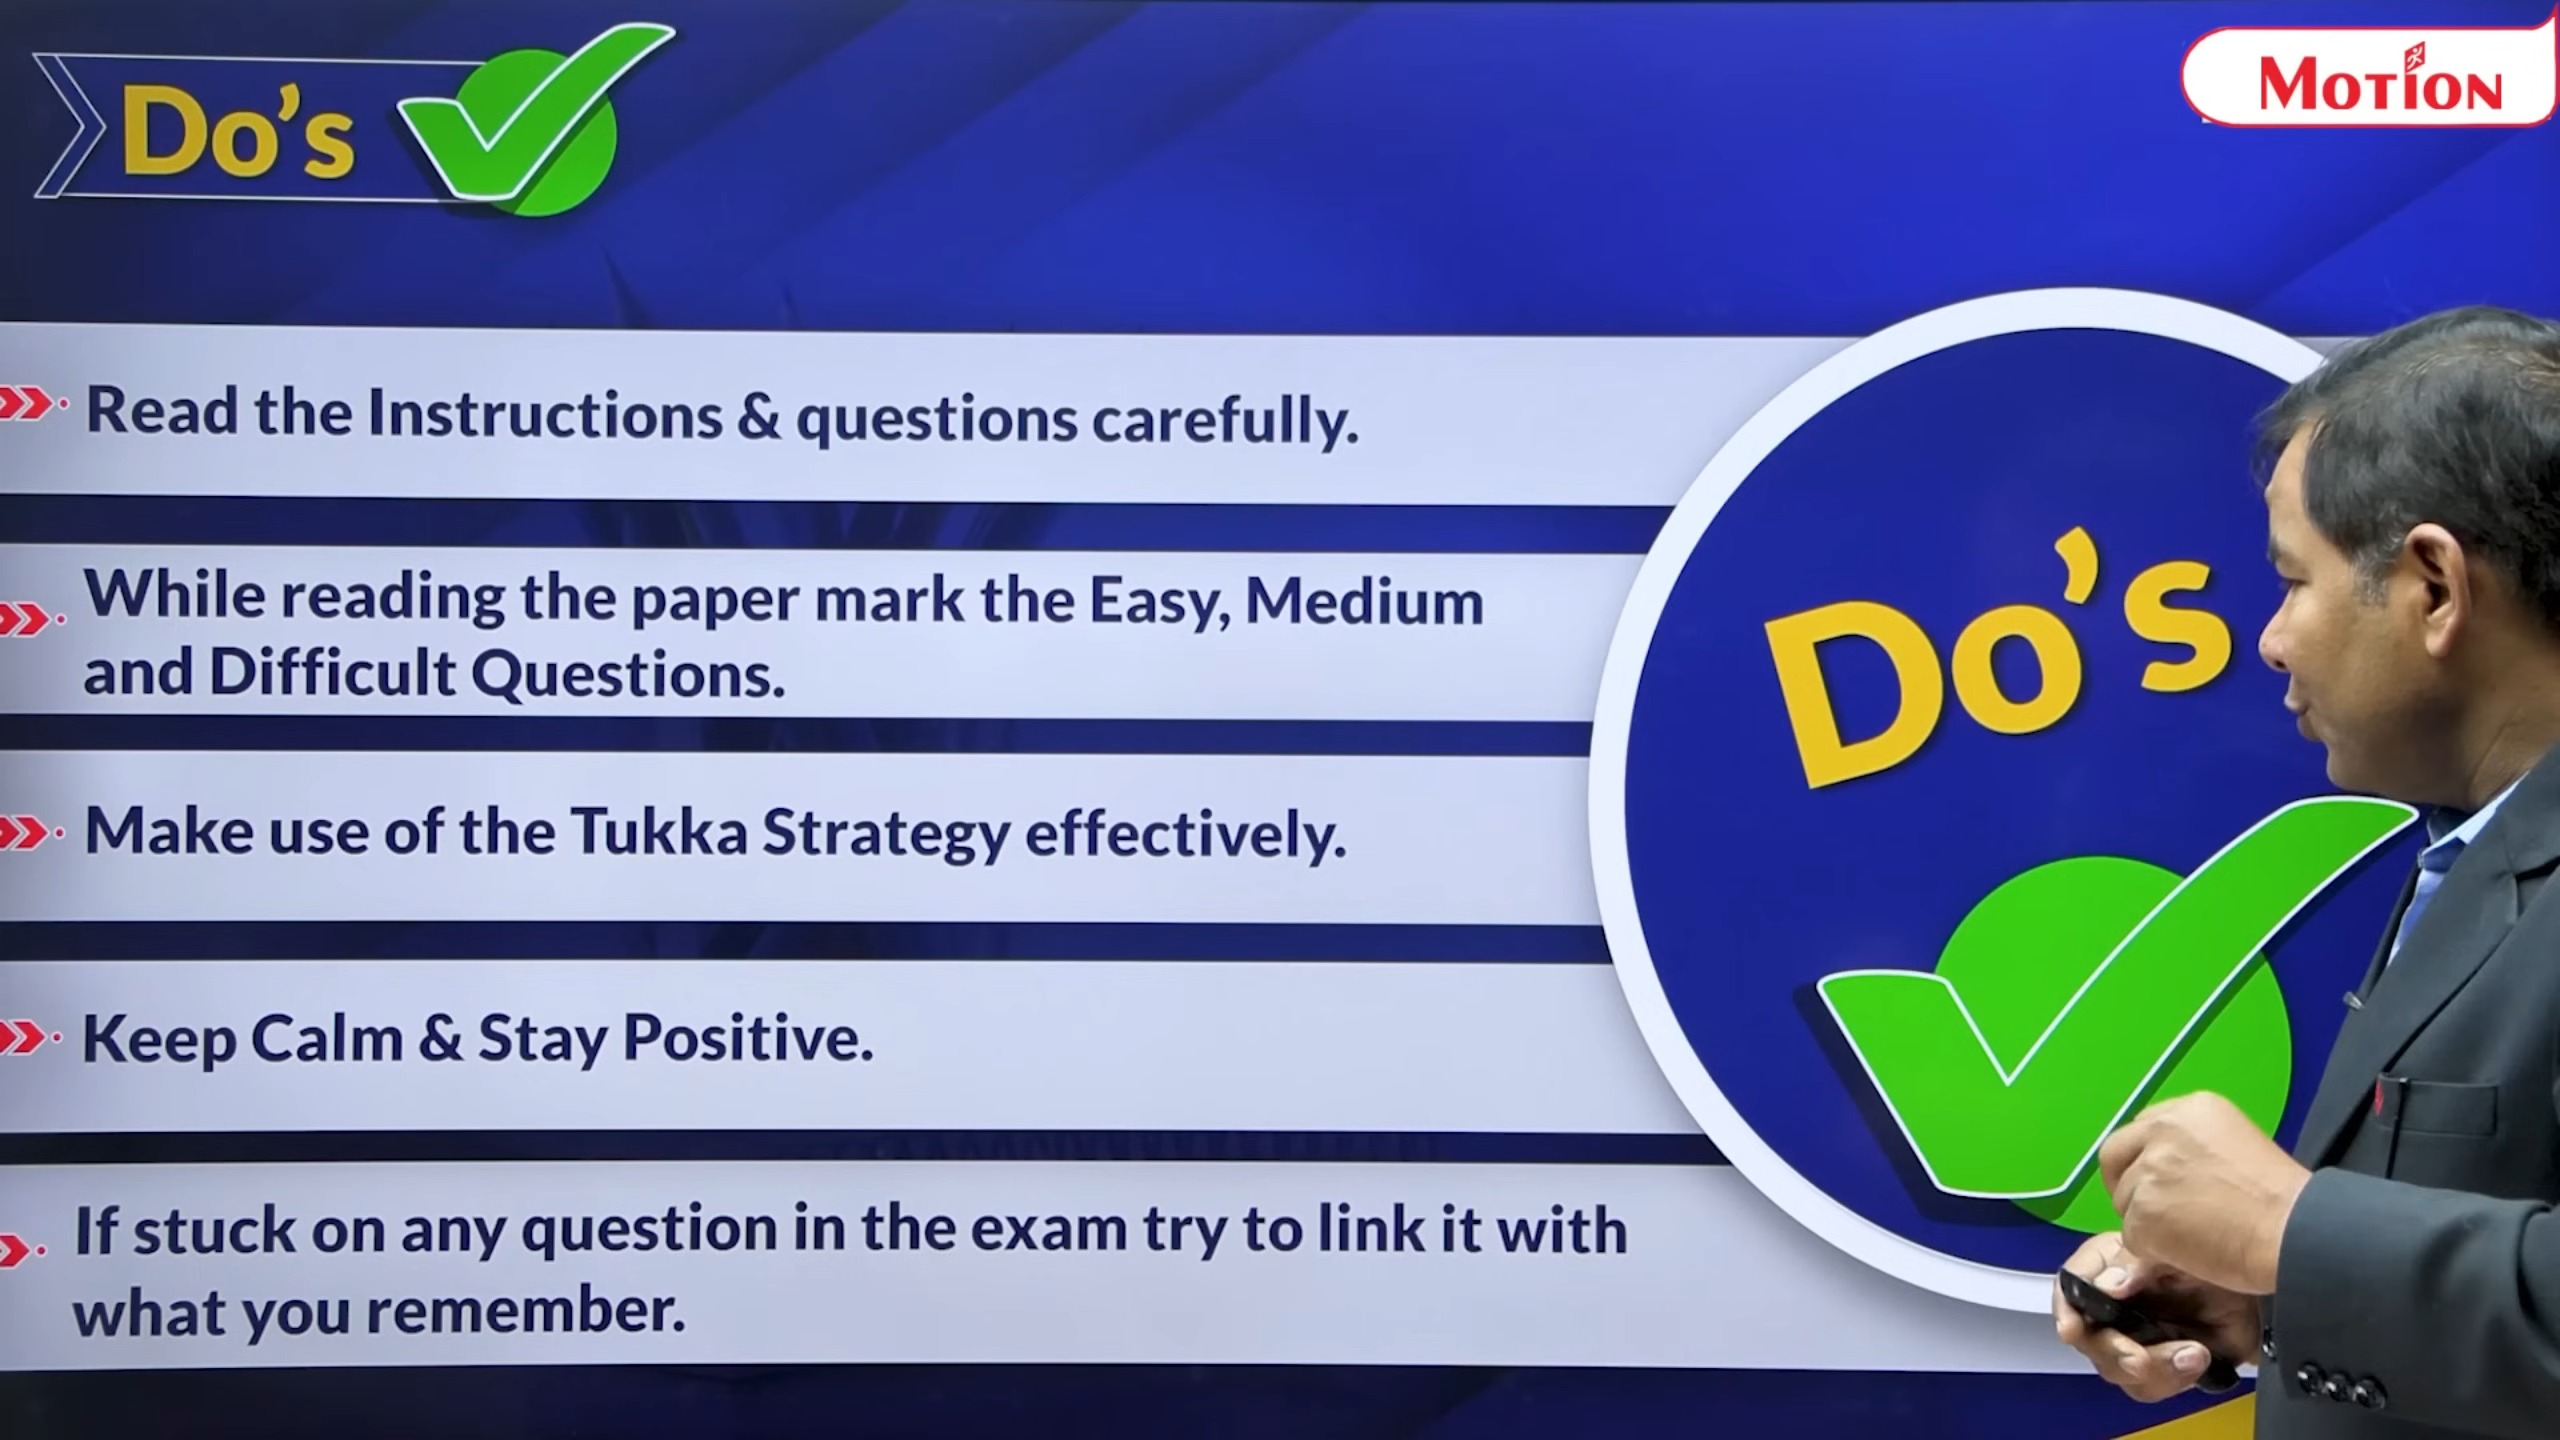 Do's
MOTION
Read the Instructions & questions carefully.
While reading the paper mark the Easy, Medium
and Difficult Questions.
Make use of the Tukka Strategy effectively.
Keep Calm & Stay Positive.
If stuck on any question in the exam try to link it with
what you remember.
Do's